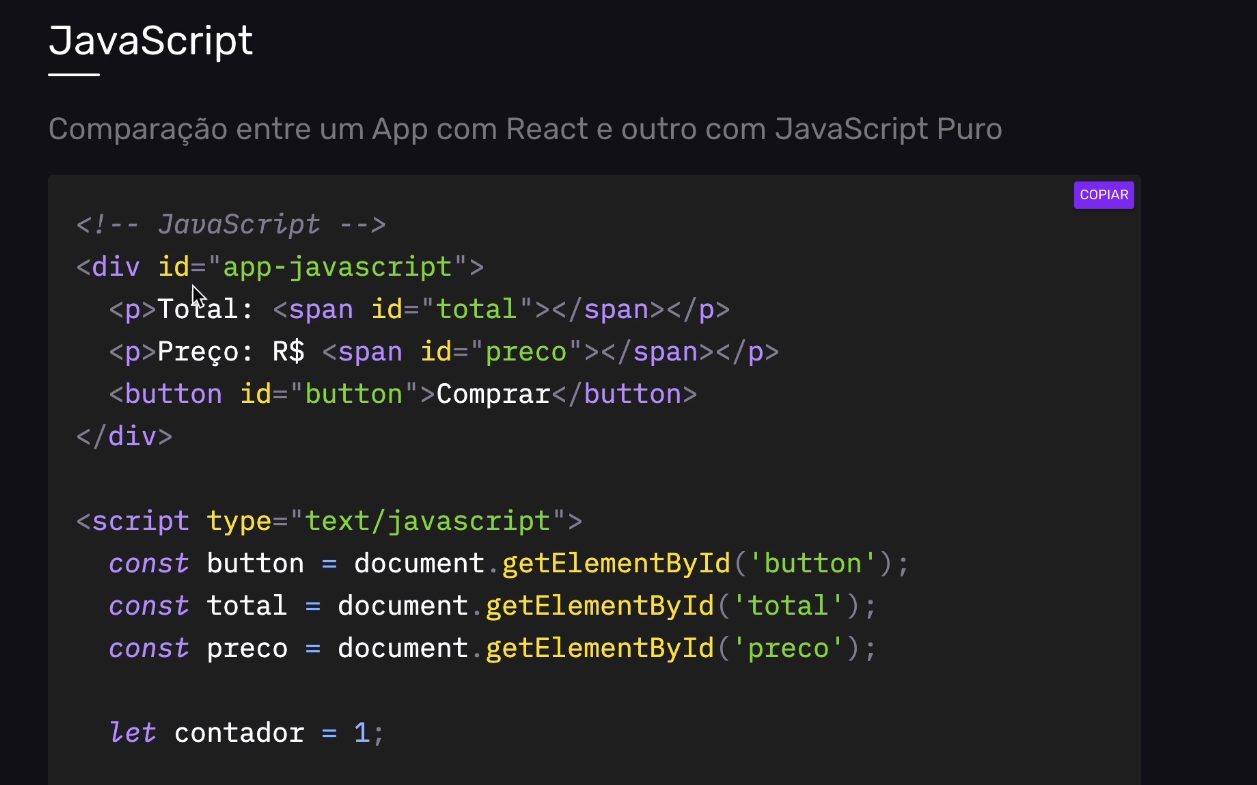 JavaScript
Comparação entre um App com React e outro com JavaScript Puro
COPIAR
<!-- JavaScript -->
<div id="app-javascript">
  <p>Total: <span id="total"></span></p>
  <p>Preço: R$ <span id="preco"></span></p>
  <button id="button">Comprar</button>
</div>
<script type="text/javascript">
  const button = document.getElementById('button');
  const total = document.getElementById('total');
  const preco = document.getElementById('preco');
  let contador = 1;